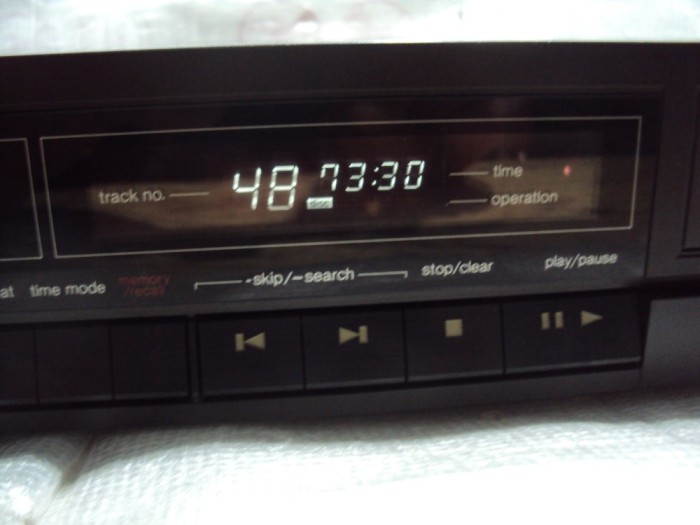 track no. 48 73:30 time
disc operation
at time mode memory -skip/-search stop/clear play/pause
/recall